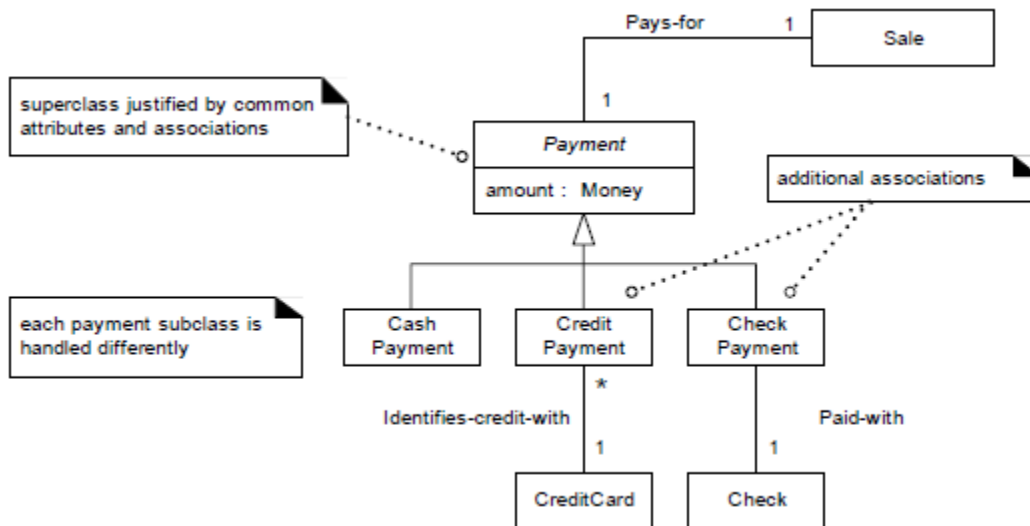 Pays-for
1
Sale
superclass justified by common
attributes and associations
1
Payment
amount : Money
additional associations
each payment subclass is
handled differently
Cash
Payment
Credit
Payment
Check
Payment
*
Identifies-credit-with
Paid-with
1
1
CreditCard
Check